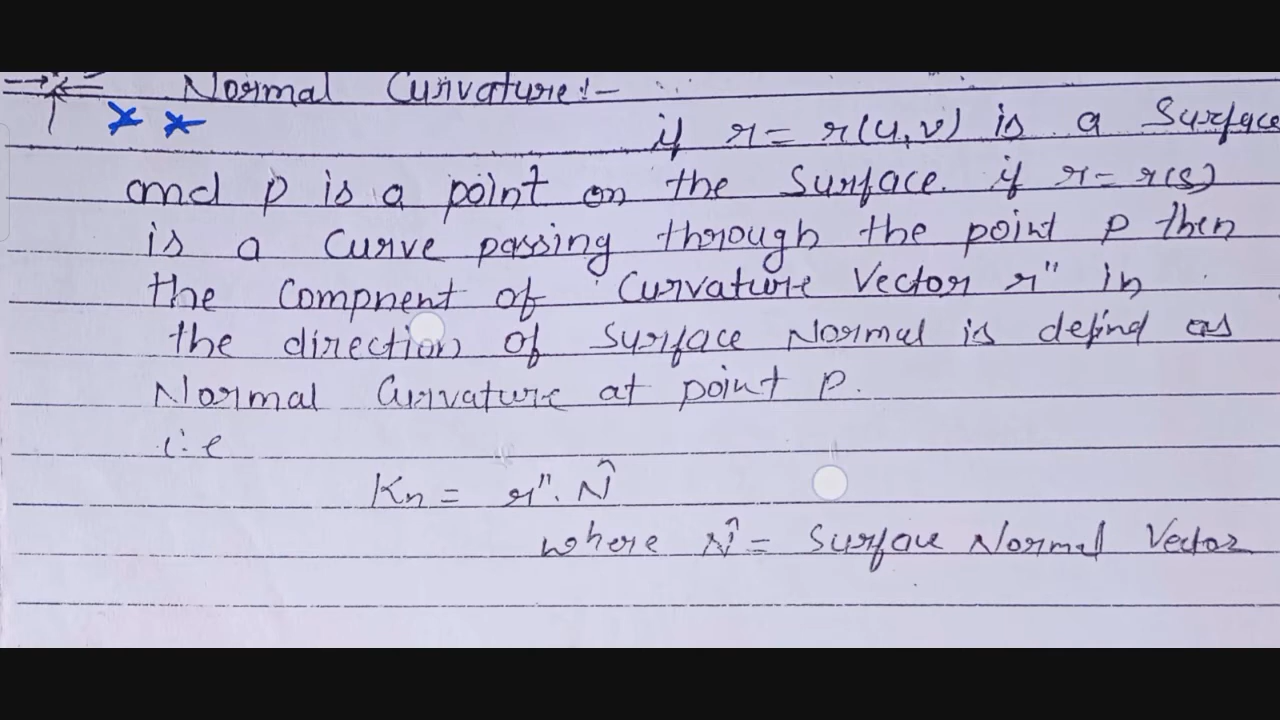 Normal Curvature:-
if r = r(u,v) is a Surface
and p is a point on the Surface. if r = r(s)
is a Curve passing through the point p then
the Compnent of Curvature Vector r" in
the direction of Surface Normal is defind as
Normal Curvature at point p.
i.e
Kn = r". N̂
where N̂ = Surface Normal Vector